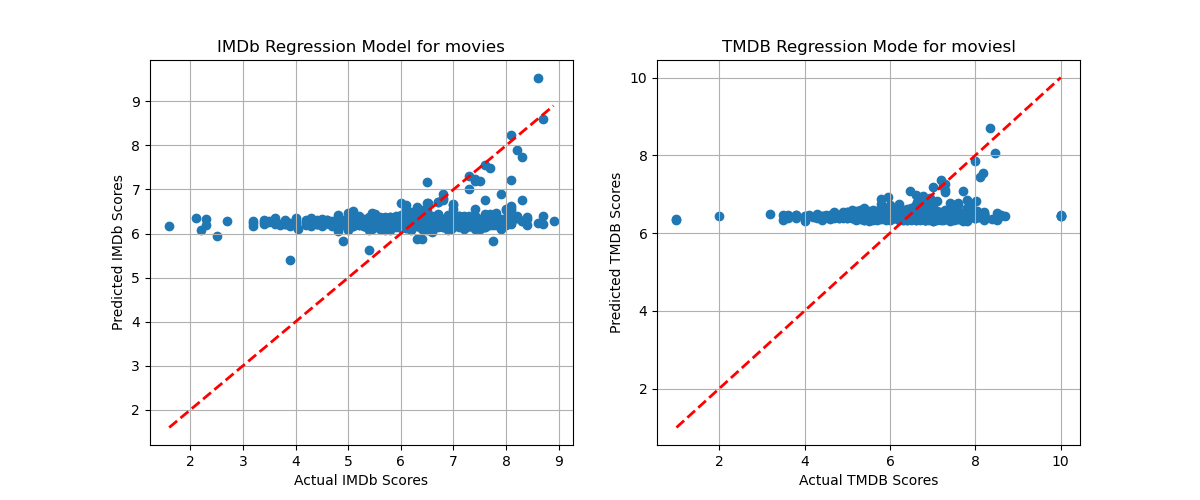 IMDb Regression Model for movies
Predicted IMDb Scores
9
8
7
6
5
4
3
2
2 3 4 5 6 7 8 9
Actual IMDb Scores
TMDB Regression Mode for moviesl
Predicted TMDB Scores
10
8
6
4
2
2 4 6 8 10
Actual TMDB Scores